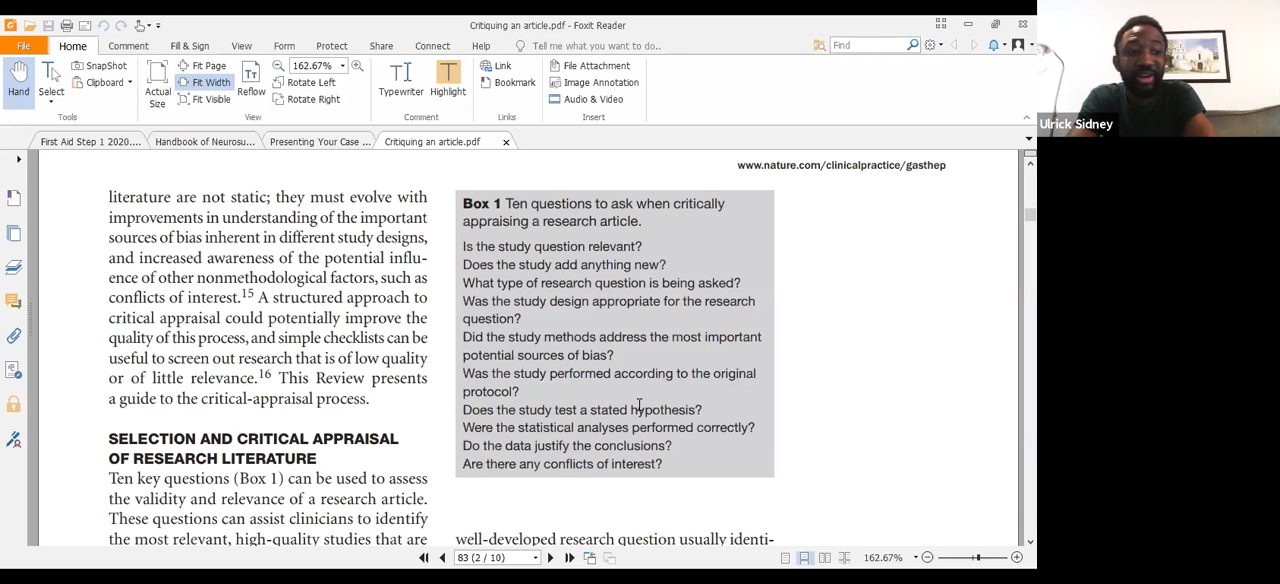 Critiquing an article.pdf - Foxit Reader
File
Home
Comment
Fill & Sign
View
Form
Protect
Share
Connect
Help
Tell me what you want to do..
Find
Hand
Select
SnapShot
Clipboard
Tools
Actual Size
Fit Page
Fit Width
Fit Visible
Reflow
162.67%
Rotate Left
Rotate Right
View
Typewriter
Highlight
Comment
Link
Bookmark
Links
File Attachment
Image Annotation
Audio & Video
Insert
Ulrick Sidney
First Aid Step 1 2020....
Handbook of Neurosu...
Presenting Your Case ...
Critiquing an article.pdf
www.nature.com/clinicalpractice/gasthep
literature are not static; they must evolve with
improvements in understanding of the important
sources of bias inherent in different study designs,
and increased awareness of the potential influ-
ence of other nonmethodological factors, such as
conflicts of interest.15 A structured approach to
critical appraisal could potentially improve the
quality of this process, and simple checklists can be
useful to screen out research that is of low quality
or of little relevance.16 This Review presents
a guide to the critical-appraisal process.
SELECTION AND CRITICAL APPRAISAL
OF RESEARCH LITERATURE
Ten key questions (Box 1) can be used to assess
the validity and relevance of a research article.
These questions can assist clinicians to identify
the most relevant, high-quality studies that are
Box 1 Ten questions to ask when critically
appraising a research article.
Is the study question relevant?
Does the study add anything new?
What type of research question is being asked?
Was the study design appropriate for the research
question?
Did the study methods address the most important
potential sources of bias?
Was the study performed according to the original
protocol?
Does the study test a stated hypothesis?
Were the statistical analyses performed correctly?
Do the data justify the conclusions?
Are there any conflicts of interest?
well-developed research question usually identi-
83 (2 / 10)
162.67%